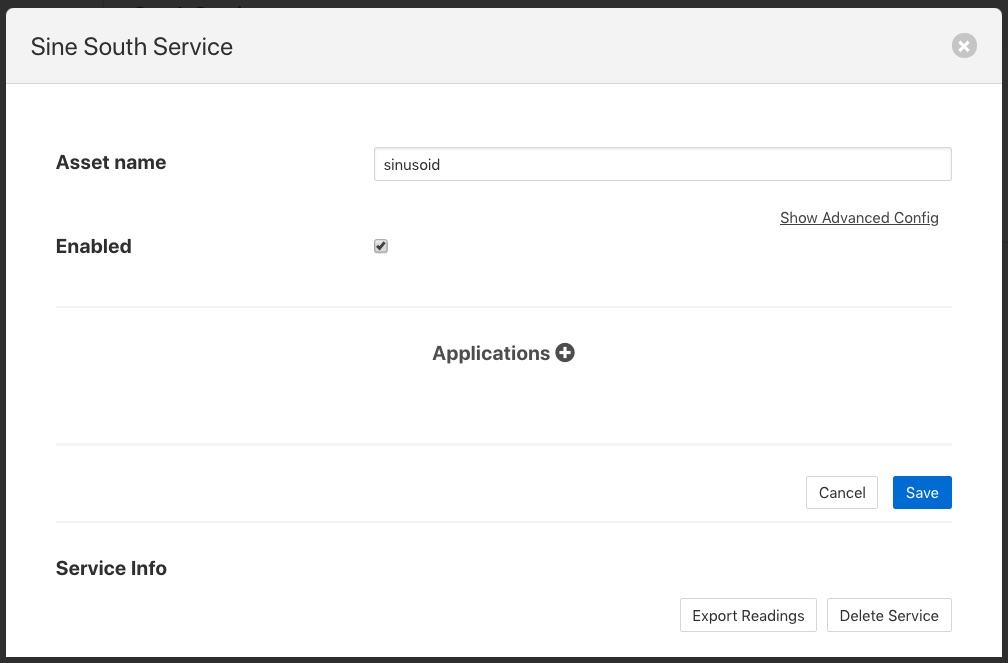 Sine South Service
Asset name
sinusoid
Show Advanced Config
Enabled
Applications
Cancel
Save
Service Info
Export Readings
Delete Service